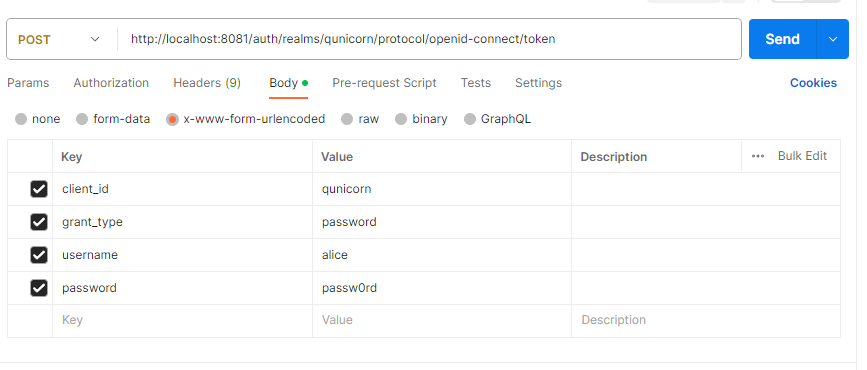 POST http://localhost:8081/auth/realms/qunicorn/protocol/openid-connect/token Send
Params Authorization Headers (9) Body Pre-request Script Tests Settings Cookies
none form-data x-www-form-urlencoded raw binary GraphQL
Key Value Description ••• Bulk Edit
client_id qunicorn
grant_type password
username alice
password passw0rd
Key Value Description